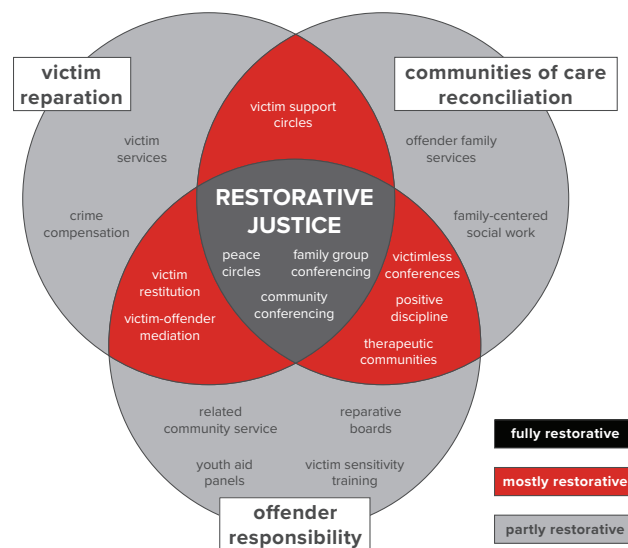 victim
reparation
communities of care
reconciliation
victim support
circles
victim
services
offender family
services
crime
compensation
family-centered
social work
RESTORATIVE
JUSTICE
peace
circles
family group
conferencing
community
conferencing
victim
restitution
victim-offender
mediation
victimless
conferences
positive
discipline
therapeutic
communities
related
community service
reparative
boards
youth aid
panels
victim sensitivity
training
offender
responsibility
fully restorative
mostly restorative
partly restorative